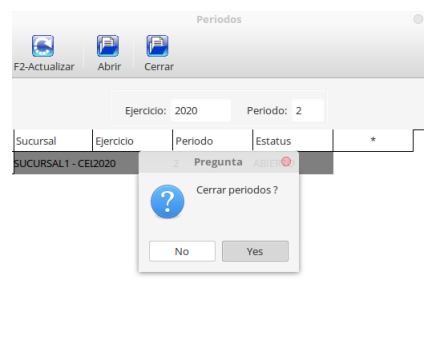 Periodos
F2-Actualizar Abrir Cerrar
Ejercicio: 2020 Periodo: 2
Sucursal Ejercicio Periodo Estatus *
SUCURSAL1 - CEI2020 2 ABIERTO
Pregunta
Cerrar periodos ?
No Yes